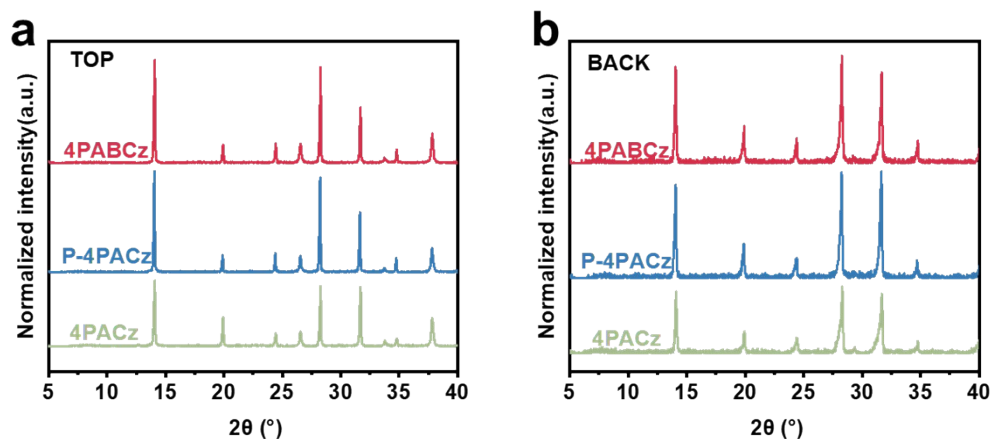 a
TOP
Normalized intensity(a.u.)
4PABCz
P-4PACz
4PACz
5 10 15 20 25 30 35 40
2θ (°)
b
BACK
Normalized intensity(a.u.)
4PABCz
P-4PACz
4PACz
5 10 15 20 25 30 35 40
2θ (°)